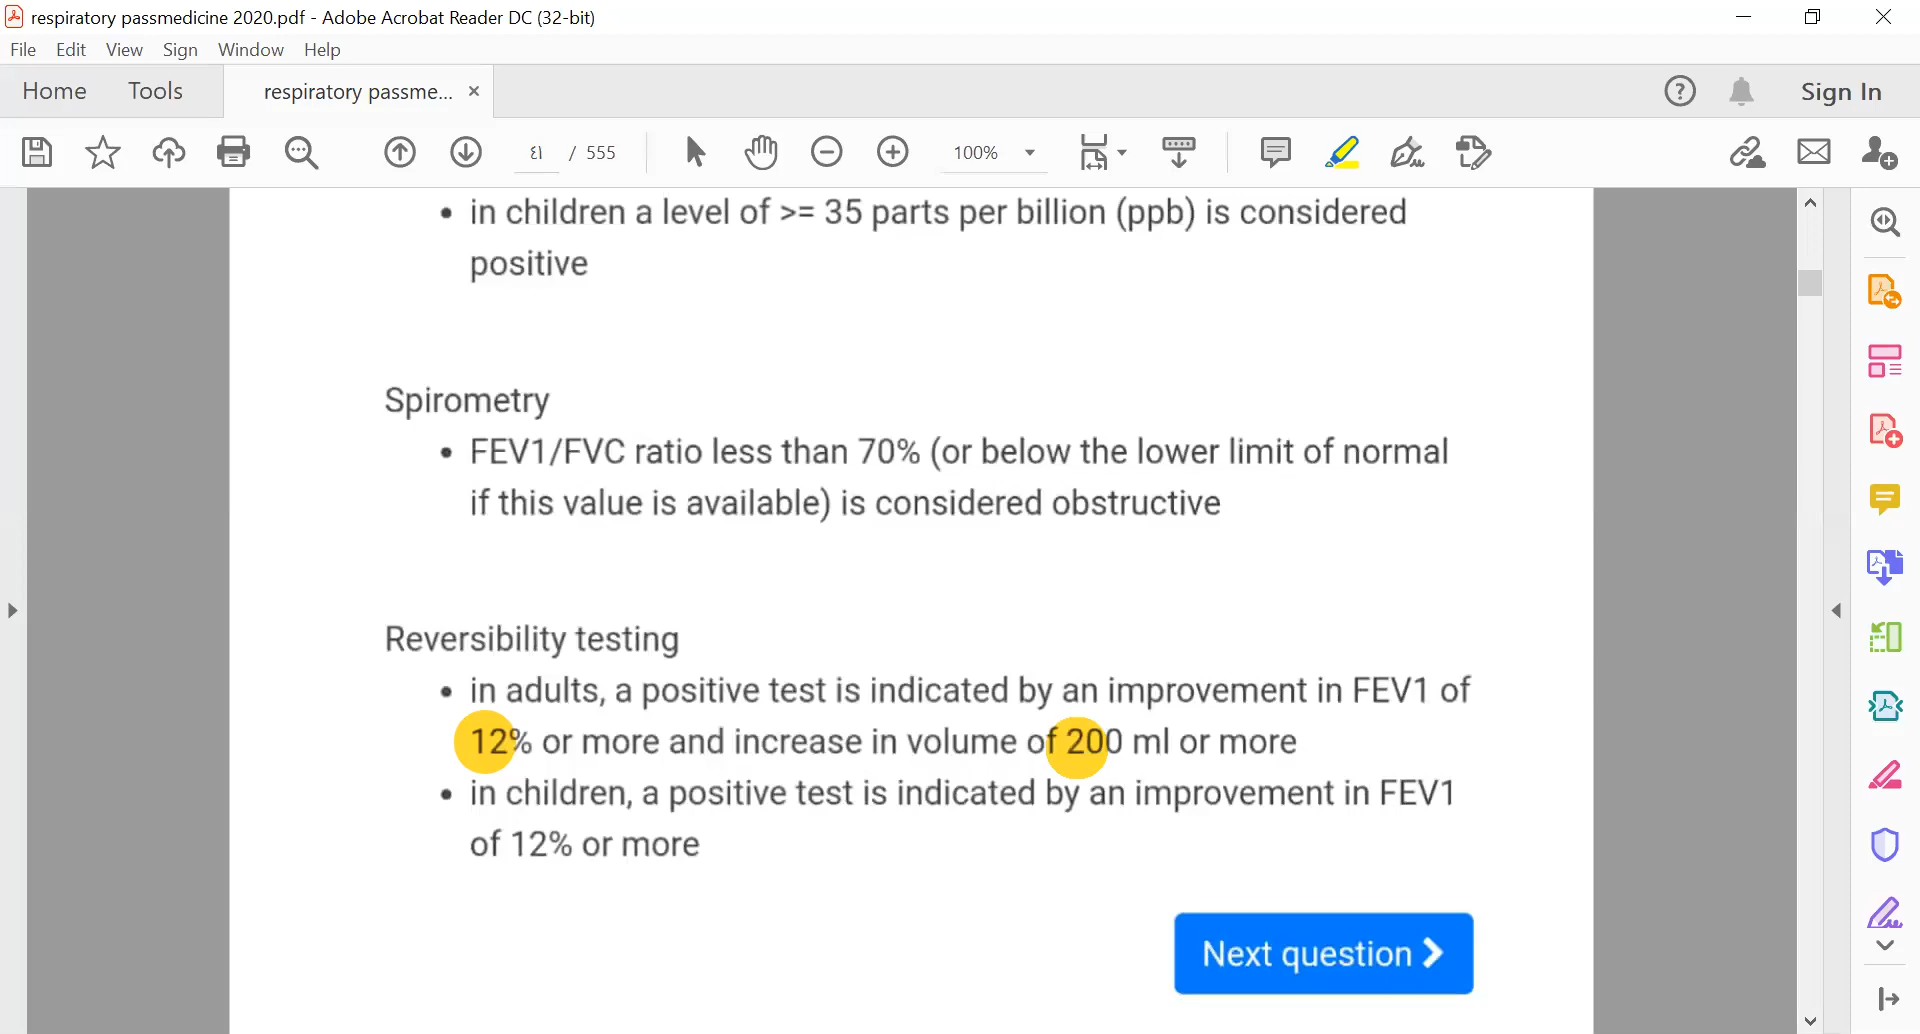 respiratory passmedicine 2020.pdf - Adobe Acrobat Reader DC (32-bit)
File Edit View Sign Window Help
Home Tools respiratory passme... × Sign In
٤١ / 555 100%
• in children a level of >= 35 parts per billion (ppb) is considered
positive
Spirometry
• FEV1/FVC ratio less than 70% (or below the lower limit of normal
if this value is available) is considered obstructive
Reversibility testing
• in adults, a positive test is indicated by an improvement in FEV1 of
12% or more and increase in volume of 200 ml or more
• in children, a positive test is indicated by an improvement in FEV1
of 12% or more
Next question